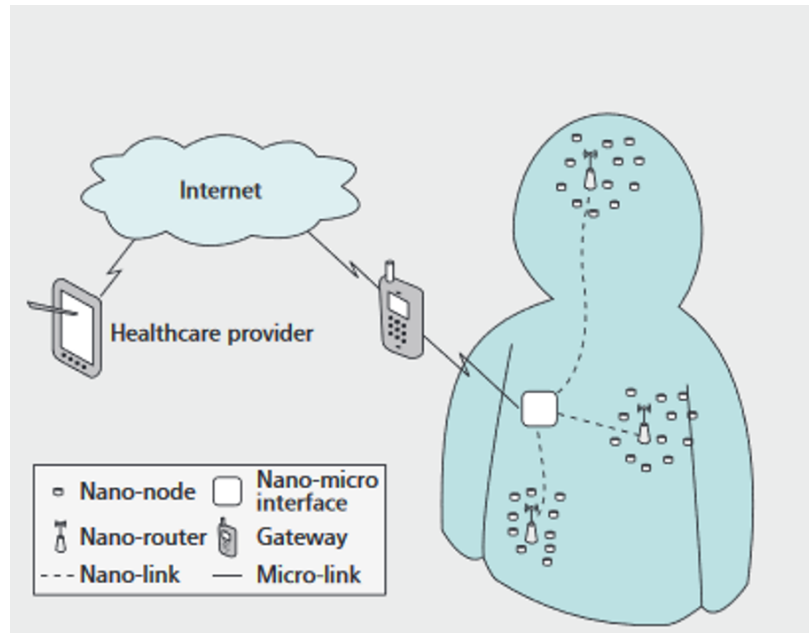 Internet
Healthcare provider
Nano-node
Nano-micro
interface
Nano-router
Gateway
Nano-link
Micro-link